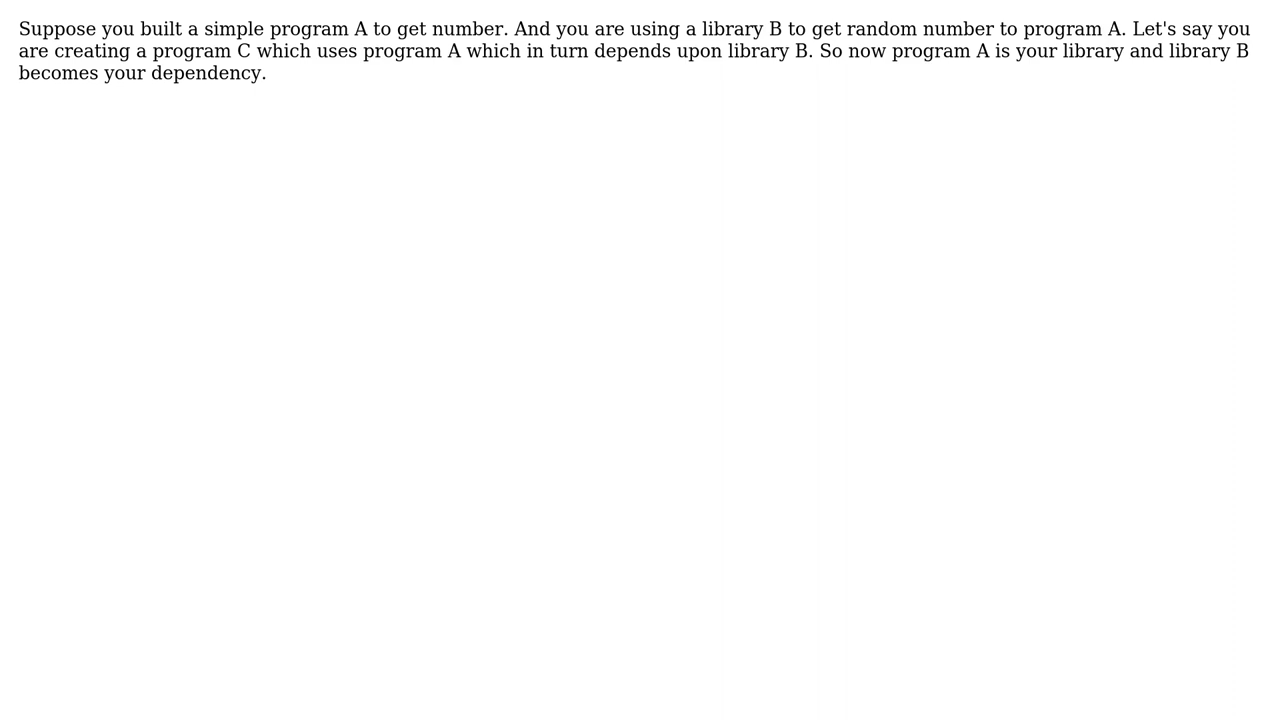 Suppose you built a simple program A to get number. And you are using a library B to get random number to program A. Let's say you
are creating a program C which uses program A which in turn depends upon library B. So now program A is your library and library B
becomes your dependency.